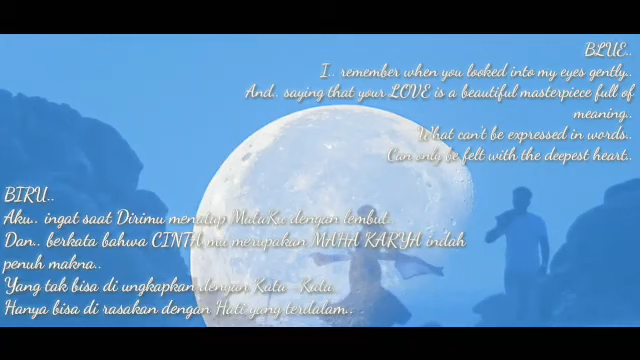 BLUE..
I.. remember when you looked into my eyes gently..
And.. saying that your LOVE is a beautiful masterpiece full of
meaning..
What can't be expressed in words.
Can only be felt with the deepest heart.
BIRU..
Aku.. ingat saat Dirimu menatap MataKu dengan lembut.
Dan.. berkata bahwa CINTA mu merupakan MAHA KARYA indah
penuh makna..
Yang tak bisa di ungkapkan dengan Kata-Kata.
Hanya bisa di rasakan dengan Hati yang terdalam..